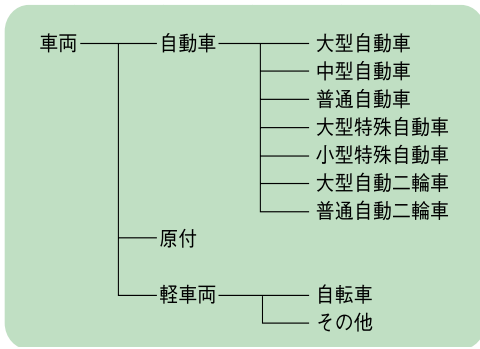 車両 自動車 大型自動車
中型自動車
普通自動車
大型特殊自動車
小型特殊自動車
大型自動二輪車
普通自動二輪車
原付
軽車両 自転車
その他